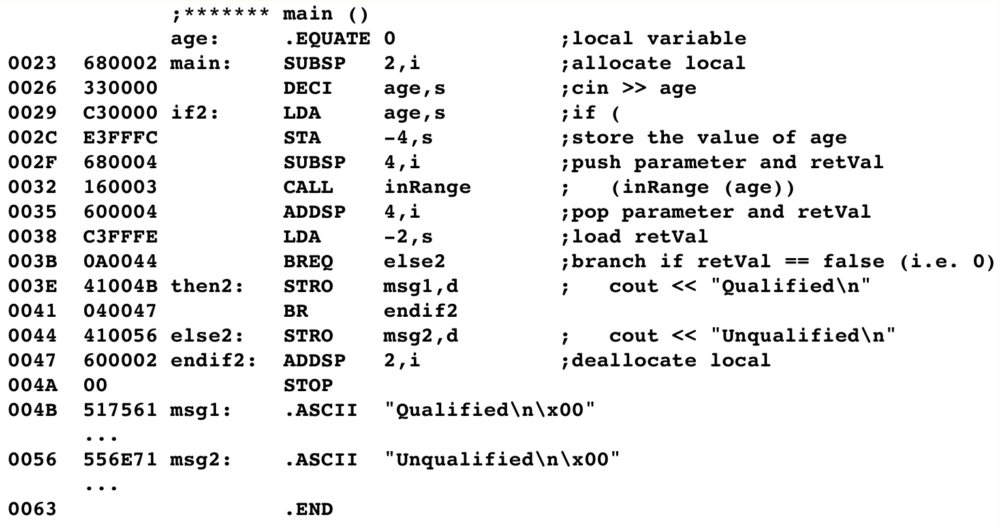 ;******* main ()
age: .EQUATE 0 ;local variable
0023 680002 main: SUBSP 2,i ;allocate local
0026 330000 DECI age,s ;cin >> age
0029 C30000 if2: LDA age,s ;if (
002C E3FFFC STA -4,s ;store the value of age
002F 680004 SUBSP 4,i ;push parameter and retVal
0032 160003 CALL inRange ; (inRange (age))
0035 600004 ADDSP 4,i ;pop parameter and retVal
0038 C3FFFE LDA -2,s ;load retVal
003B 0A0044 BREQ else2 ;branch if retVal == false (i.e. 0)
003E 41004B then2: STRO msg1,d ; cout << "Qualified\n"
0041 040047 BR endif2
0044 410056 else2: STRO msg2,d ; cout << "Unqualified\n"
0047 600002 endif2: ADDSP 2,i ;deallocate local
004A 00 STOP
004B 517561 msg1: .ASCII "Qualified\n\x00"
...
0056 556E71 msg2: .ASCII "Unqualified\n\x00"
...
0063 .END